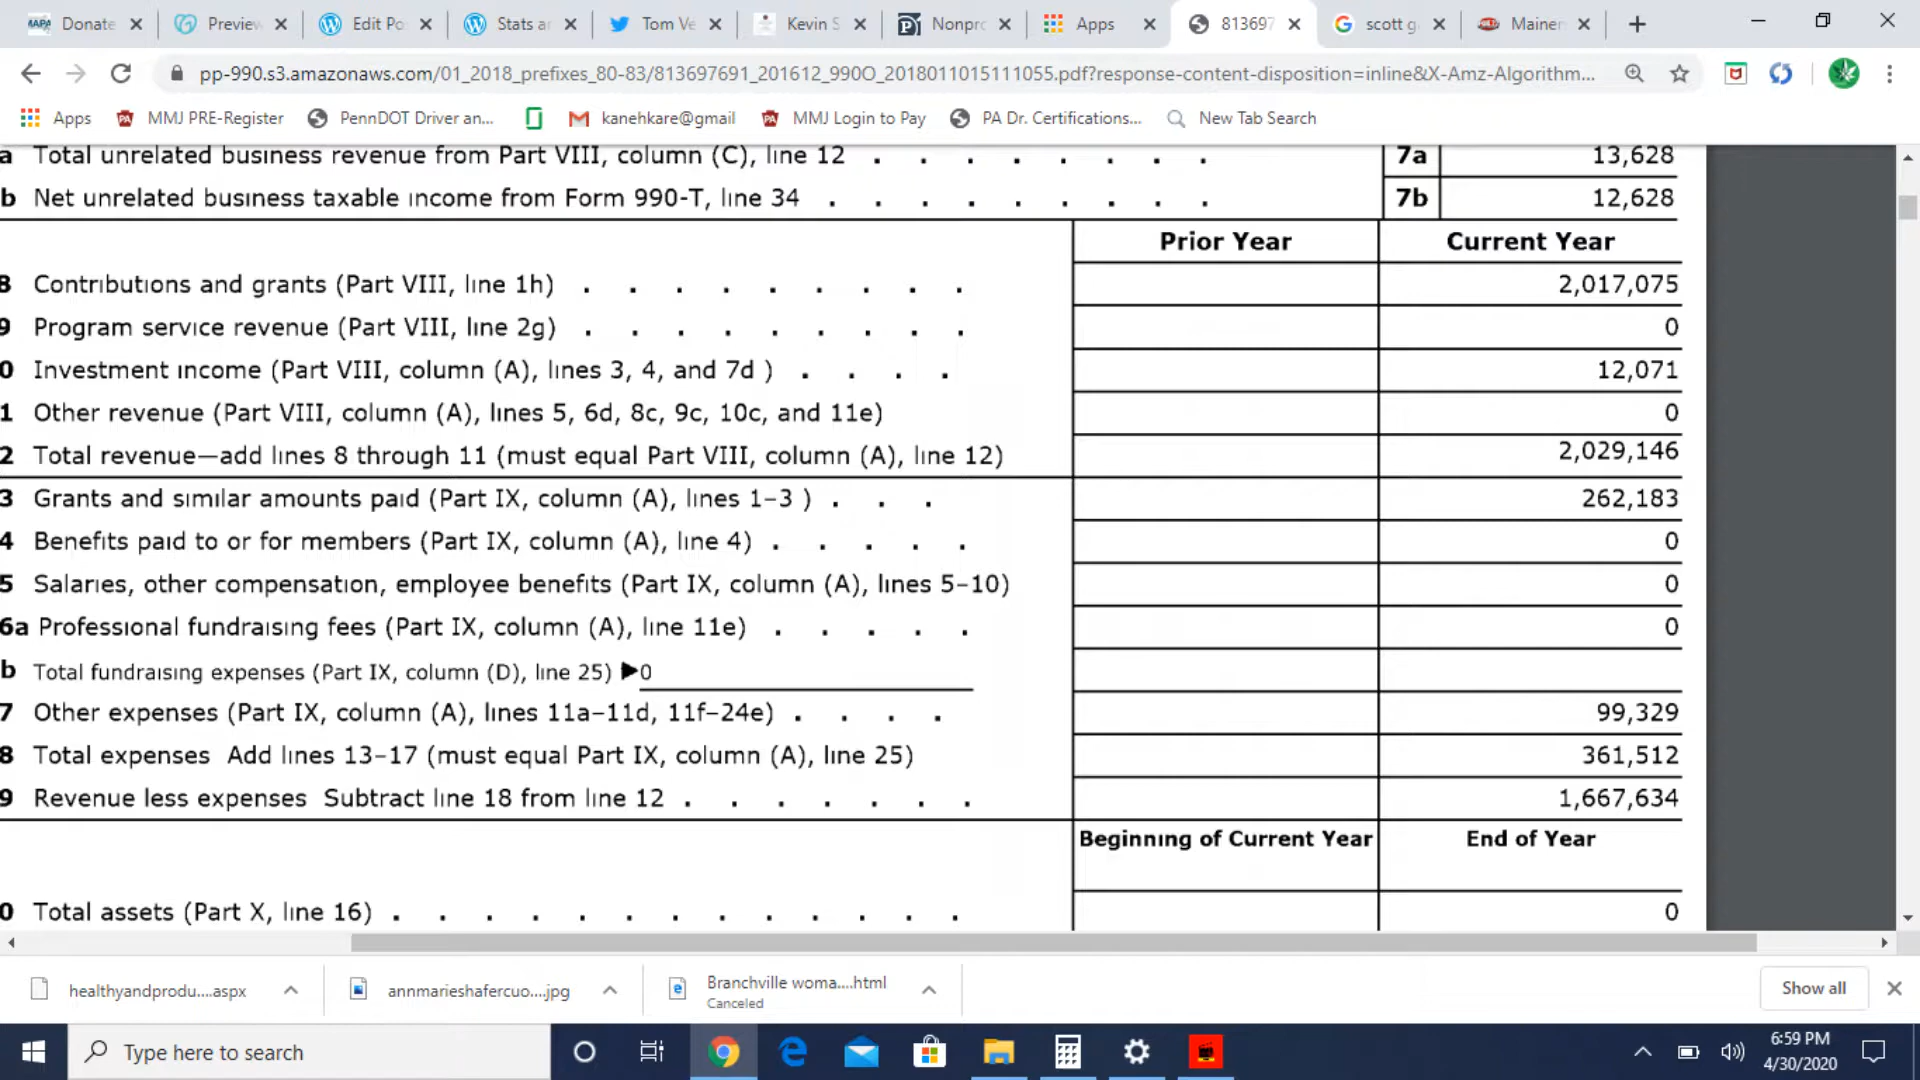 Donate
Preview
Edit Po
Stats ar
Tom Ve
Kevin S
Nonpro
Apps
813697
scott g
Mainer
pp-990.s3.amazonaws.com/01_2018_prefixes_80-83/813697691_201612_990O_2018011015111055.pdf?response-content-disposition=inline&X-Amz-Algorithm...
Apps
MMJ PRE-Register
PennDOT Driver an...
kanehkare@gmail
MMJ Login to Pay
PA Dr. Certifications...
New Tab Search
a Total unrelated business revenue from Part VIII, column (C), line 12 . . . . . . . . 7a 13,628
b Net unrelated business taxable income from Form 990-T, line 34 . . . . . . . . . 7b 12,628
Prior Year Current Year
8 Contributions and grants (Part VIII, line 1h) . . . . . . . . . 2,017,075
9 Program service revenue (Part VIII, line 2g) . . . . . . . . . 0
0 Investment income (Part VIII, column (A), lines 3, 4, and 7d ) . . . . 12,071
1 Other revenue (Part VIII, column (A), lines 5, 6d, 8c, 9c, 10c, and 11e) 0
2 Total revenue—add lines 8 through 11 (must equal Part VIII, column (A), line 12) 2,029,146
3 Grants and similar amounts paid (Part IX, column (A), lines 1–3 ) . . . 262,183
4 Benefits paid to or for members (Part IX, column (A), line 4) . . . . . 0
5 Salaries, other compensation, employee benefits (Part IX, column (A), lines 5–10) 0
6a Professional fundraising fees (Part IX, column (A), line 11e) . . . . . 0
b Total fundraising expenses (Part IX, column (D), line 25) ▶0
7 Other expenses (Part IX, column (A), lines 11a–11d, 11f–24e) . . . . 99,329
8 Total expenses Add lines 13–17 (must equal Part IX, column (A), line 25) 361,512
9 Revenue less expenses Subtract line 18 from line 12 . . . . . . . 1,667,634
Beginning of Current Year End of Year
0 Total assets (Part X, line 16) . . . . . . . . . . . . . 0
healthyandprodu....aspx
annmarieshafercuo....jpg
Branchville woma....html
Canceled
Show all
Type here to search
6:59 PM
4/30/2020